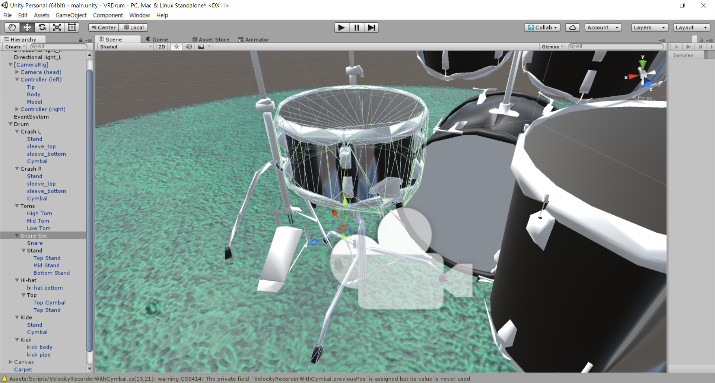 Unity Personal (64bit) - main.unity - VRDrum - PC, Mac & Linux Standalone* <DX11>
File Edit Assets GameObject Component Window Help
Center Local Collab Account Layers Layout
Hierarchy Scene Game Asset Store Animator
Create All Shaded 2D Gizmos All
Directional light_L
[CameraRig]
Camera (head)
Controller (left)
Tip
Body
Model
Controller (right)
EventSystem
Drum
Crash L
Stand
sleeve_top
sleeve_bottom
Cymbal
Crash R
Stand
sleeve_top
sleeve_bottom
Cymbal
Toms
High Tom
Mid Tom
Low Tom
Snare Set
Snare
Stand
Top Stand
Mid Stand
Bottom Stand
Hi-hat
hi-hat bottom
Top
Top Cymbal
Top Stand
Ride
Stand
Cymbal
Kick
kick body
kick pipe
Canvas
Carpet
Samples
Persp
Assets/Scripts/VelocityRecorderWithCymbal.cs(13,21): warning CS0414: The private field `VelocityRecorderWithCymbal.previousPos' is assigned but its value is never used